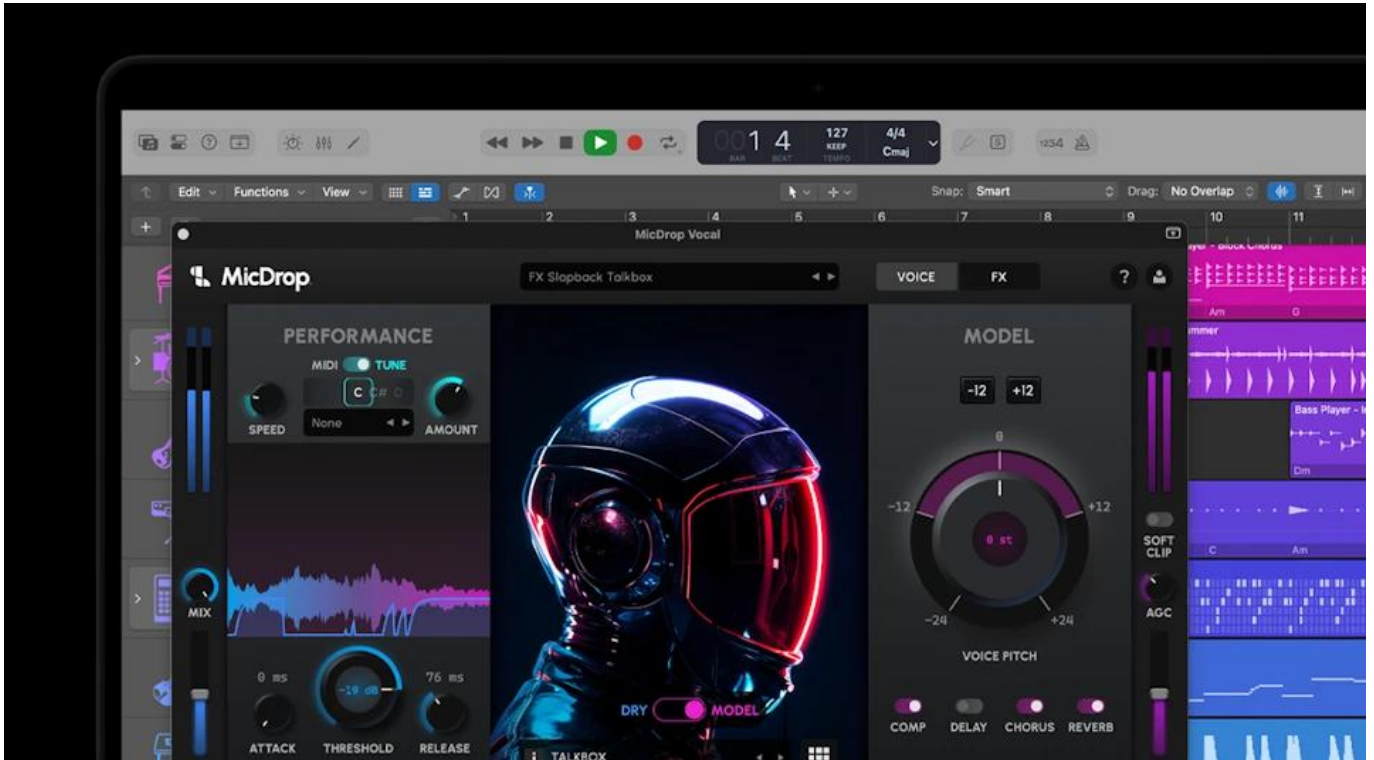 1234
001 4
127
KEEP
TEMPO
4/4
Cmaj
BAR
BEAT
Edit
Functions
View
Snap: Smart
Drag: No Overlap
1 2 3 4 5 6 7 8 9 10 11
MicDrop Vocal
MicDrop
FX Slapback Talkbox
VOICE
FX
?
PERFORMANCE
MIDI TUNE
C C# D
None
SPEED
AMOUNT
MIX
0 ms
-19 dB
76 ms
ATTACK
THRESHOLD
RELEASE
DRY MODEL
TALKBOX
MODEL
-12 +12
0
-12 +12
0 st
-24 +24
VOICE PITCH
COMP
DELAY
CHORUS
REVERB
SOFT
CLIP
AGC
Block Chorus
Am G
Bass Player
Dm
C Am